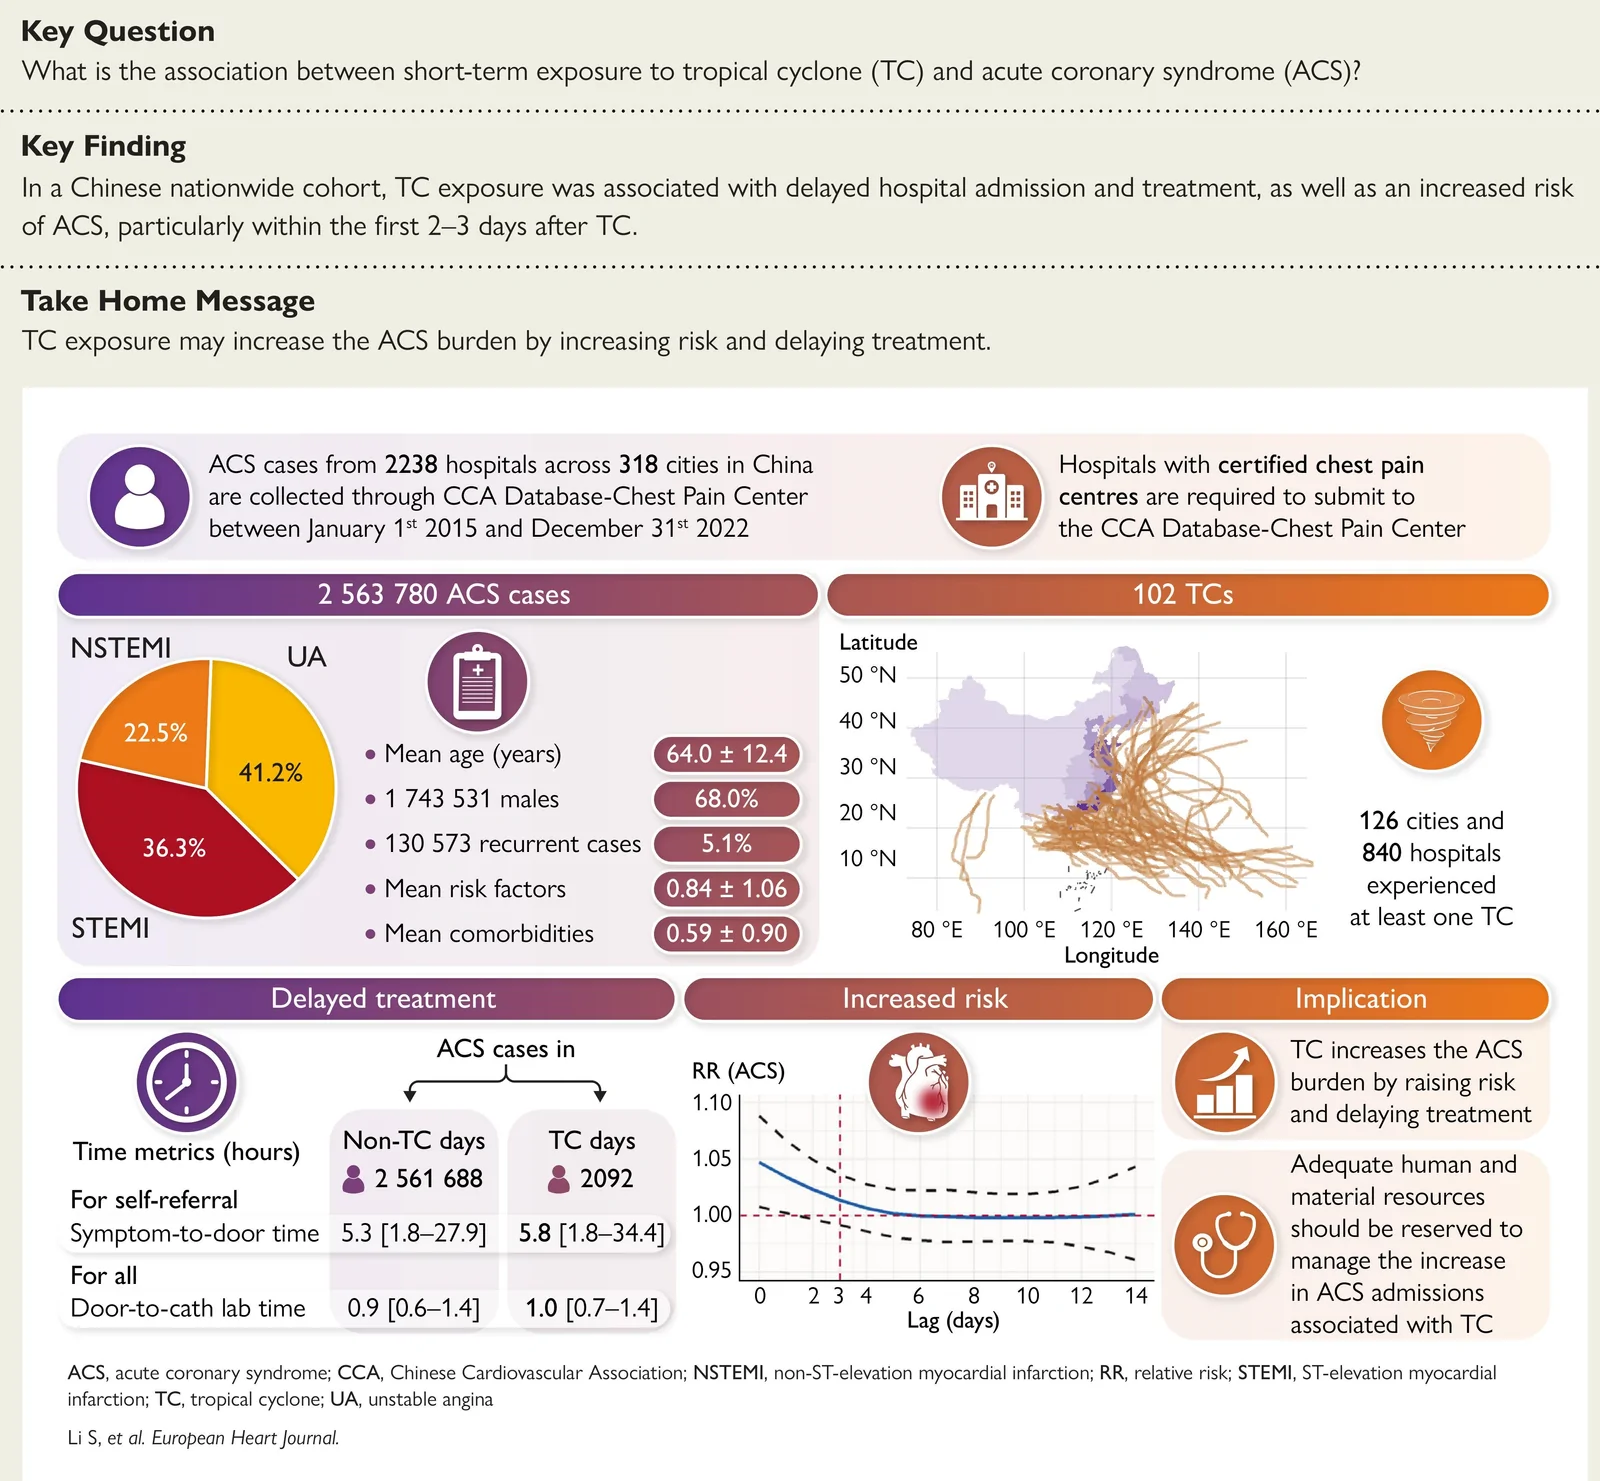 Key Question
What is the association between short-term exposure to tropical cyclone (TC) and acute coronary syndrome (ACS)?
Key Finding
In a Chinese nationwide cohort, TC exposure was associated with delayed hospital admission and treatment, as well as an increased risk
of ACS, particularly within the first 2–3 days after TC.
Take Home Message
TC exposure may increase the ACS burden by increasing risk and delaying treatment.
ACS cases from 2238 hospitals across 318 cities in China
are collected through CCA Database-Chest Pain Center
between January 1st 2015 and December 31st 2022
Hospitals with certified chest pain
centres are required to submit to
the CCA Database-Chest Pain Center
2 563 780 ACS cases
NSTEMI
UA
22.5%
41.2%
36.3%
STEMI
• Mean age (years) 64.0 ± 12.4
• 1 743 531 males 68.0%
• 130 573 recurrent cases 5.1%
• Mean risk factors 0.84 ± 1.06
• Mean comorbidities 0.59 ± 0.90
102 TCs
Latitude
50 °N
40 °N
30 °N
20 °N
10 °N
80 °E 100 °E 120 °E 140 °E 160 °E
Longitude
126 cities and
840 hospitals
experienced
at least one TC
Delayed treatment
ACS cases in
Time metrics (hours)
Non-TC days
2 561 688
TC days
2092
For self-referral
Symptom-to-door time 5.3 [1.8–27.9] 5.8 [1.8–34.4]
For all
Door-to-cath lab time 0.9 [0.6–1.4] 1.0 [0.7–1.4]
Increased risk
RR (ACS)
1.10
1.05
1.00
0.95
0 2 3 4 6 8 10 12 14
Lag (days)
Implication
TC increases the ACS
burden by raising risk
and delaying treatment
Adequate human and
material resources
should be reserved to
manage the increase
in ACS admissions
associated with TC
ACS, acute coronary syndrome; CCA, Chinese Cardiovascular Association; NSTEMI, non-ST-elevation myocardial infarction; RR, relative risk; STEMI, ST-elevation myocardial
infarction; TC, tropical cyclone; UA, unstable angina
Li S, et al. European Heart Journal.